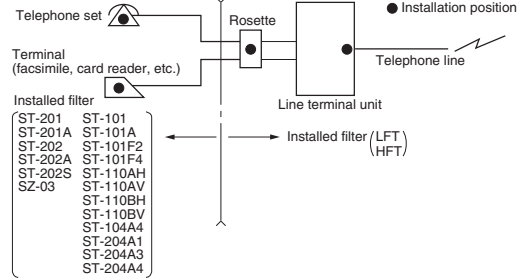 Telephone set
Rosette
● Installation position
Terminal
(facsimile, card reader, etc.)
Telephone line
Line terminal unit
Installed filter
ST-201 ST-101
ST-201A ST-101A
ST-202 ST-101F2
ST-202A ST-101F4
ST-202S ST-110AH
SZ-03 ST-110AV
ST-110BH
ST-110BV
ST-104A4
ST-204A1
ST-204A3
ST-204A4
Installed filter (LFT
HFT)